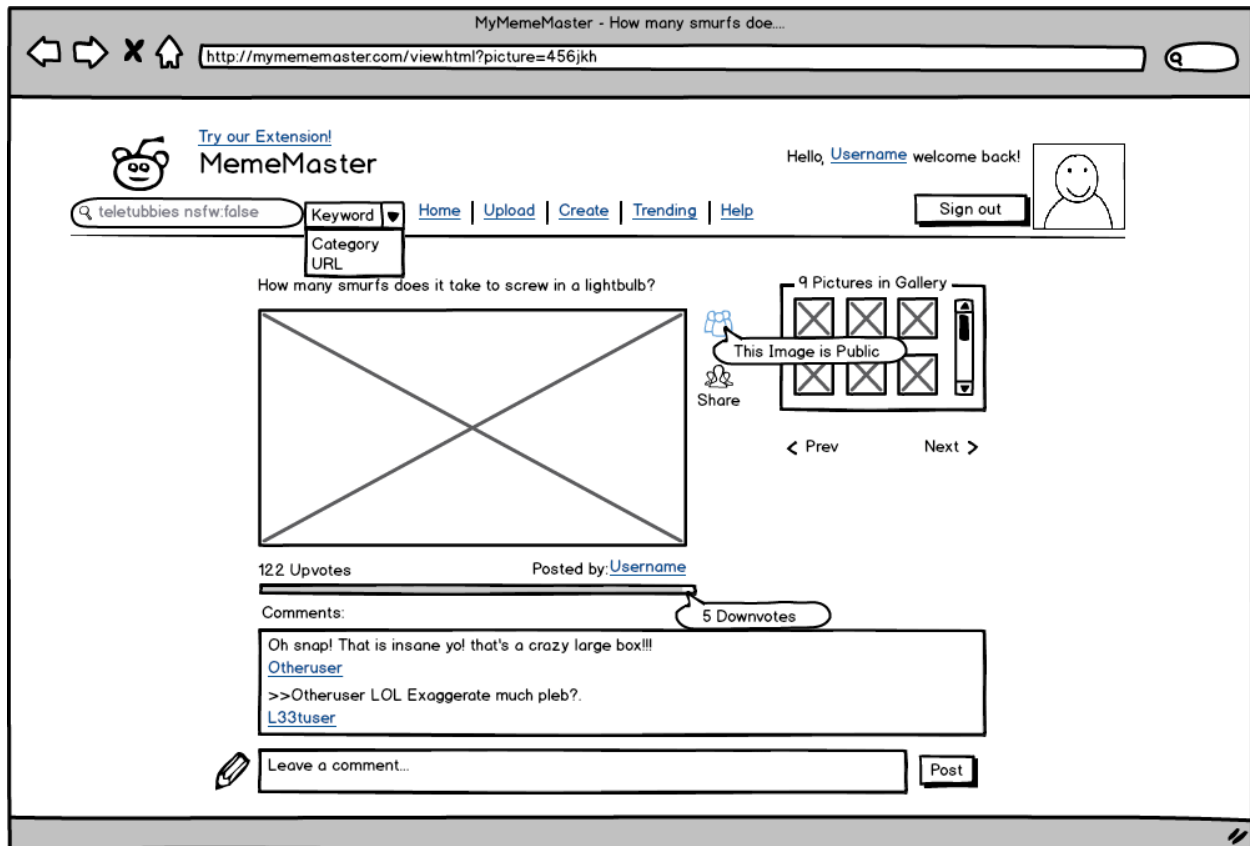 MyMemeMaster - How many smurfs doe....
http://mymememaster.com/view.html?picture=456jkh
Try our Extension!
MemeMaster
Hello, Username welcome back!
teletubbies nsfw:false
Keyword
Home | Upload | Create | Trending | Help
Sign out
Category
URL
How many smurfs does it take to screw in a lightbulb?
9 Pictures in Gallery
This Image is Public
Share
Prev
Next
122 Upvotes
Posted by: Username
5 Downvotes
Comments:
Oh snap! That is insane yo! that's a crazy large box!!!
Otheruser
>>Otheruser LOL Exaggerate much pleb?.
L33tuser
Leave a comment...
Post